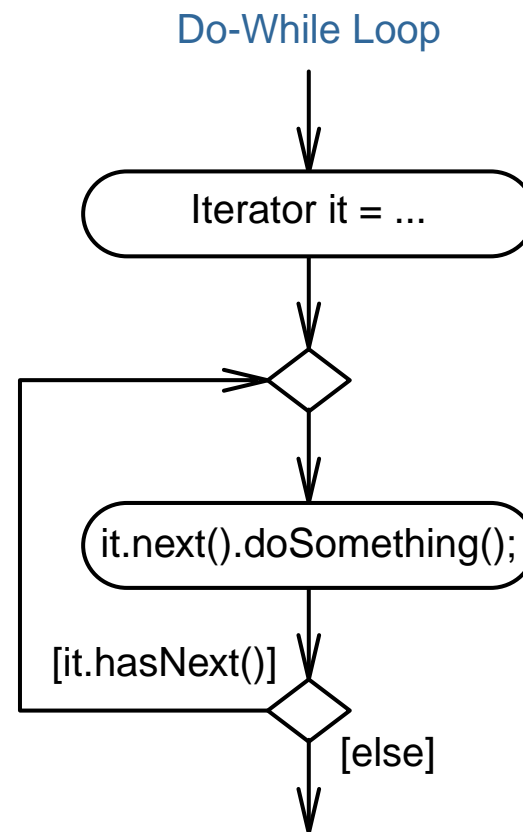 Do-While Loop
Iterator it = ...
it.next().doSomething();
[it.hasNext()]
[else]